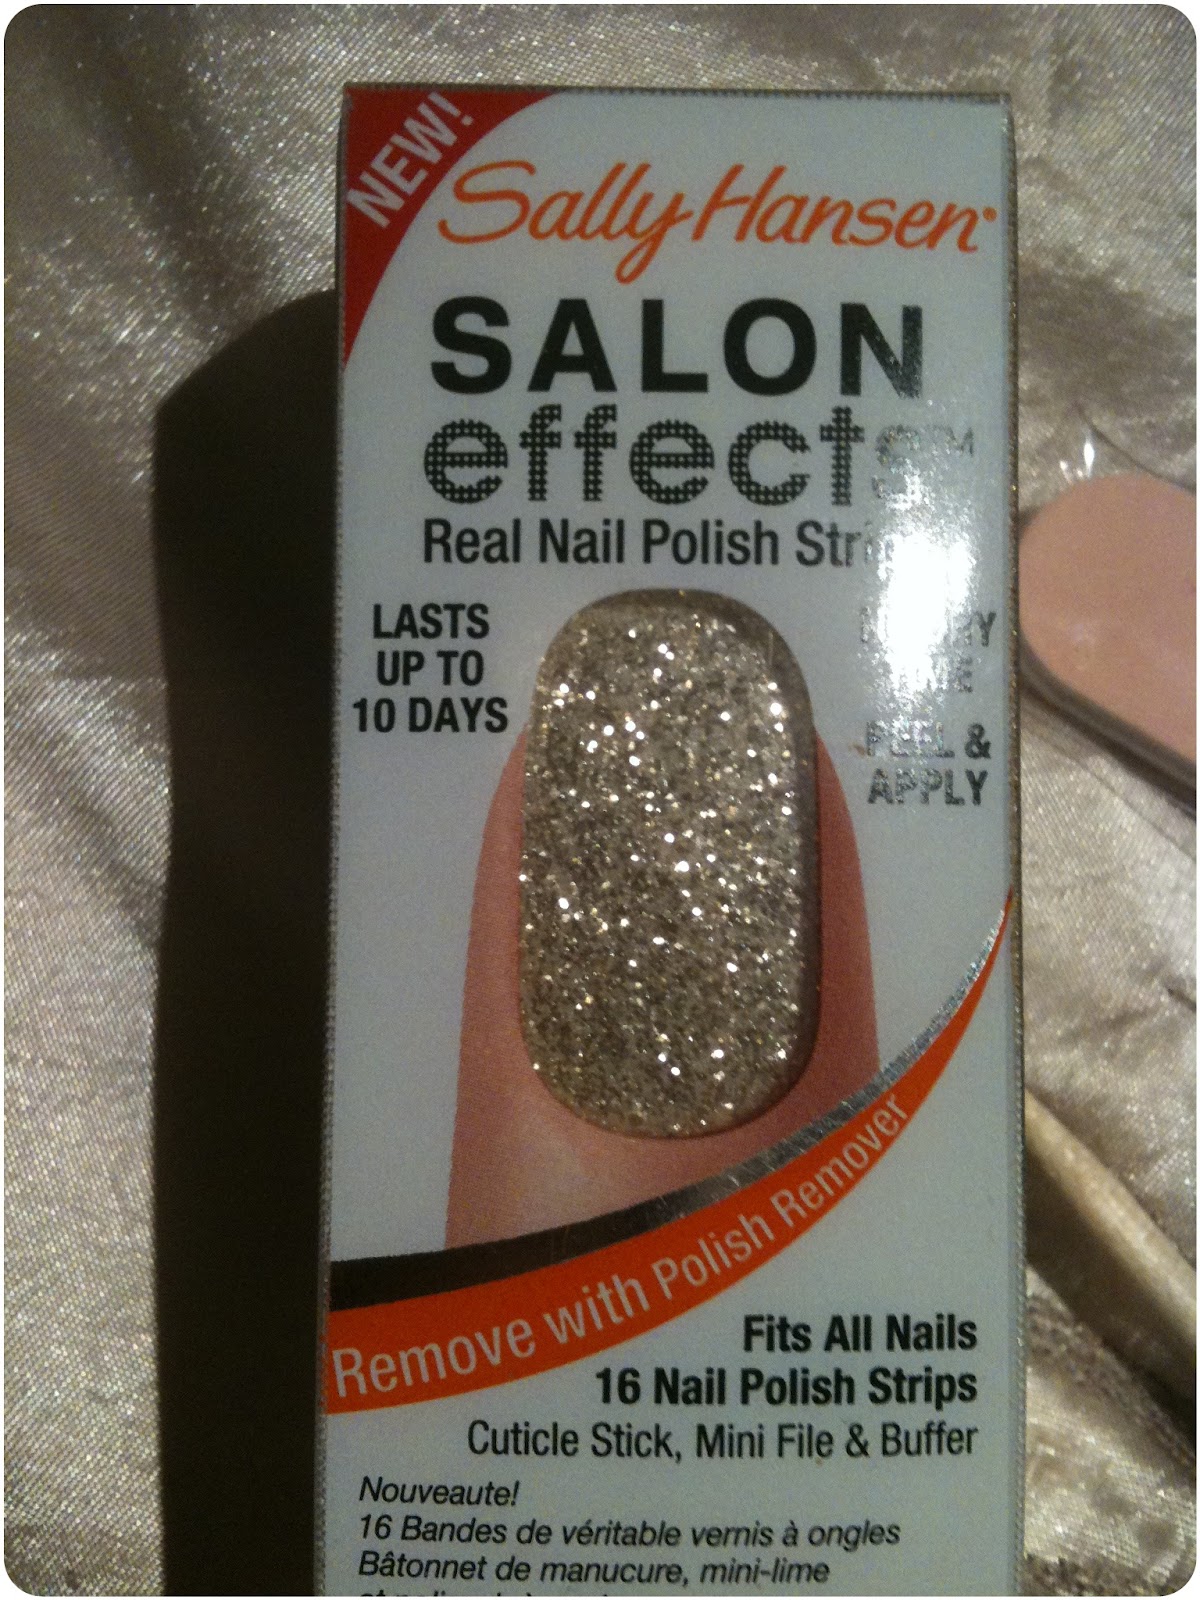 NEW!
Sally Hansen®
SALON
effects™
Real Nail Polish
LASTS
UP TO
10 DAYS
PEEL &
APPLY
Remove with Polish Remover
Fits All Nails
16 Nail Polish Strips
Cuticle Stick, Mini File & Buffer
Nouveaute!
16 Bandes de véritable vernis à ongles
Bâtonnet de manucure, mini-lime